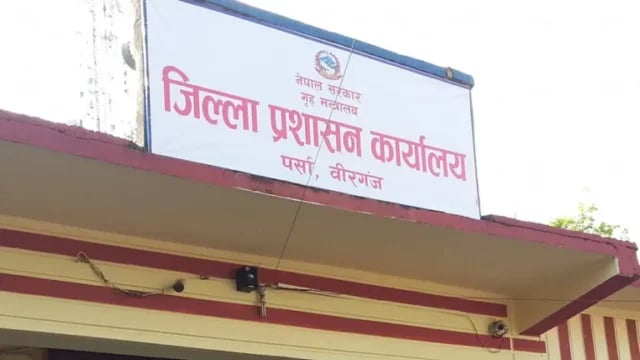 नेपाल सरकार
गृह मन्त्रालय
जिल्ला प्रशासन कार्यालय
पर्सा, वीरगंज